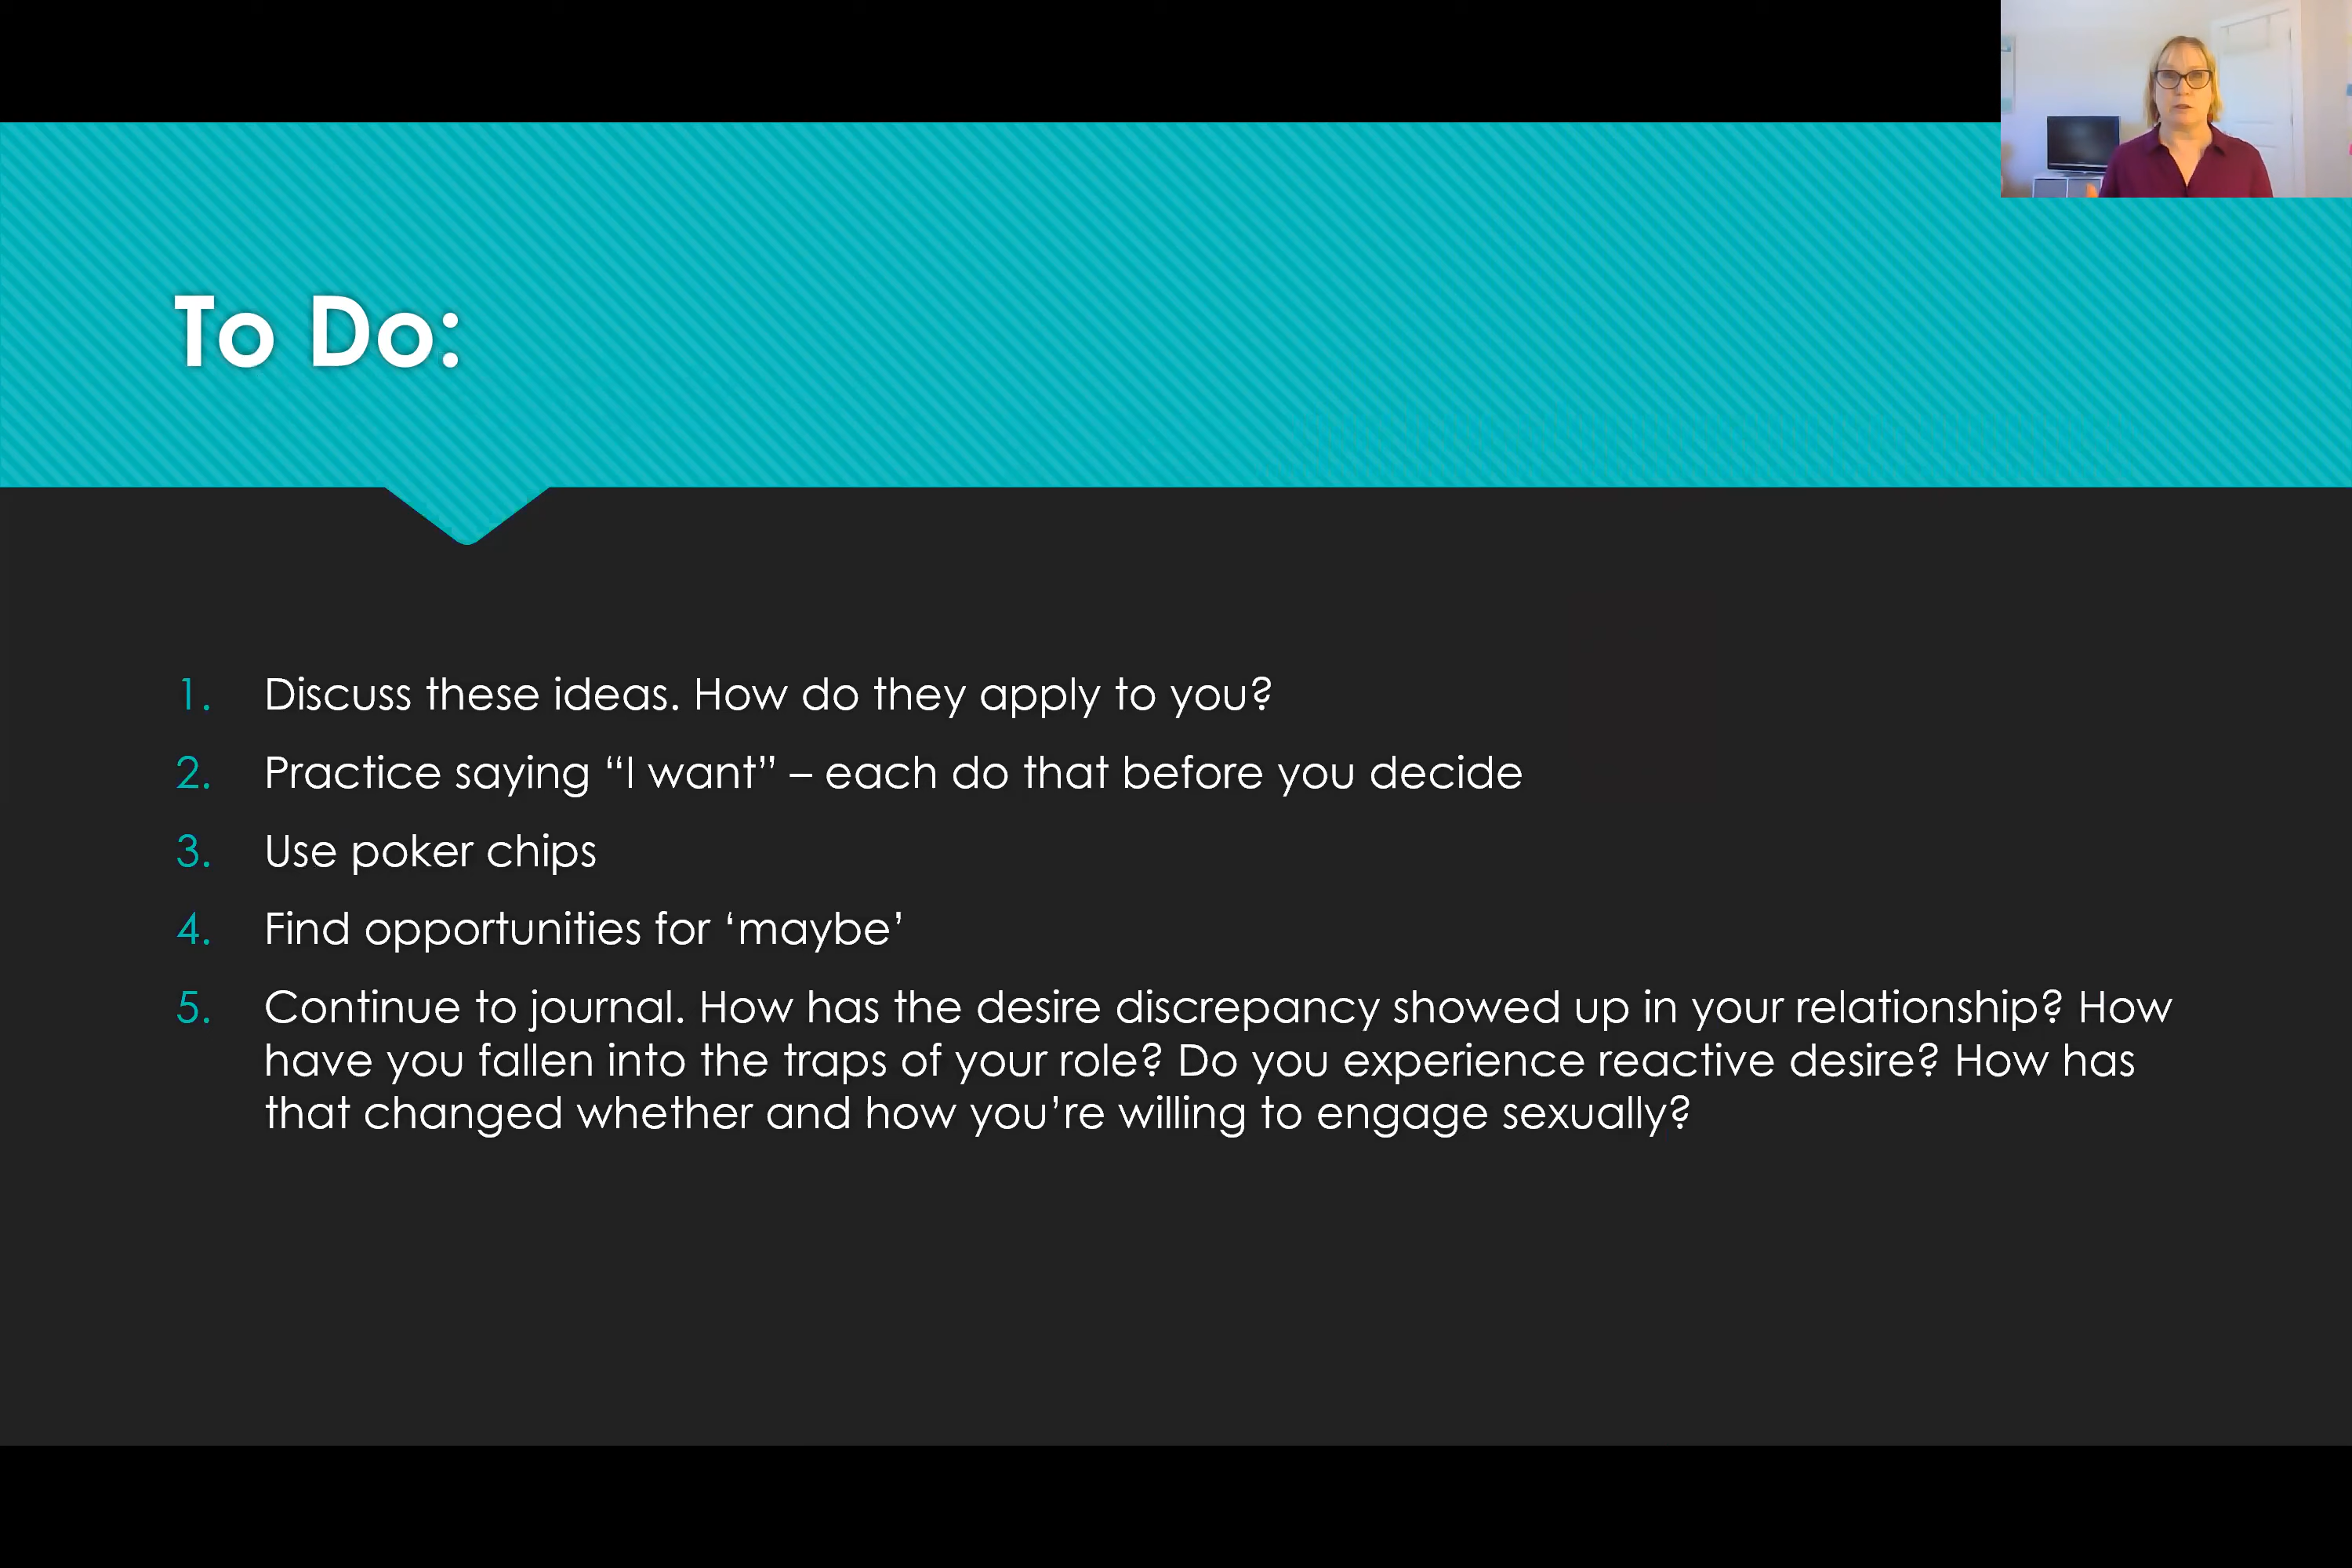 To Do:
1. Discuss these ideas. How do they apply to you?
2. Practice saying “I want” – each do that before you decide
3. Use poker chips
4. Find opportunities for ‘maybe’
5. Continue to journal. How has the desire discrepancy showed up in your relationship? How
have you fallen into the traps of your role? Do you experience reactive desire? How has
that changed whether and how you’re willing to engage sexually?